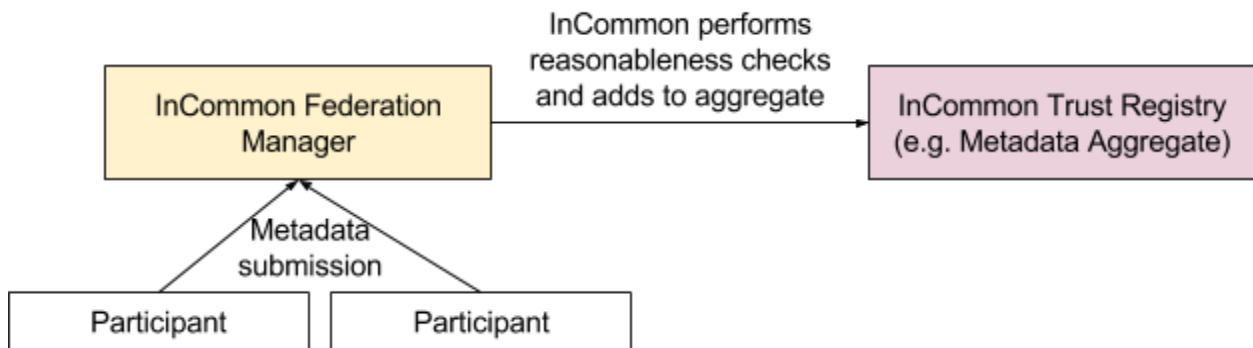 InCommon performs
reasonableness checks
and adds to aggregate
InCommon Federation
Manager
InCommon Trust Registry
(e.g. Metadata Aggregate)
Metadata
submission
Participant
Participant